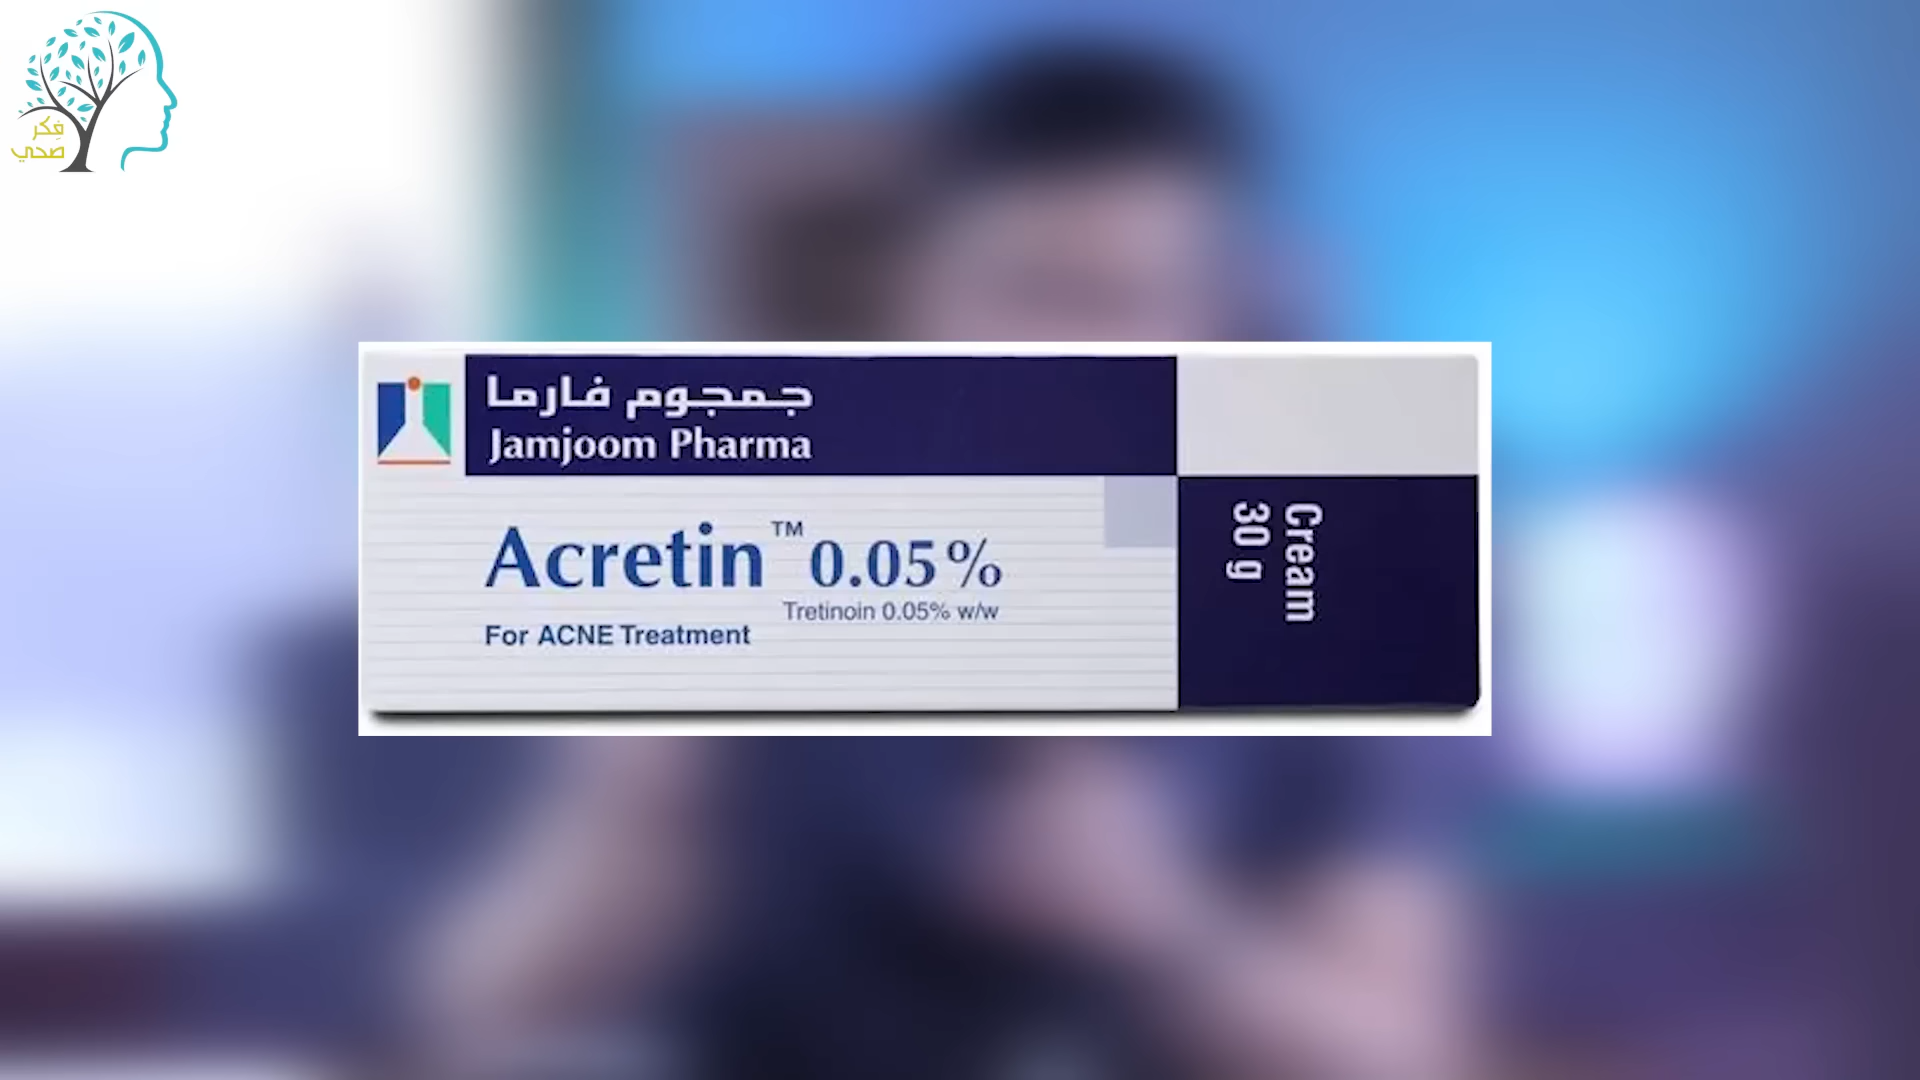 فكر
صحي
جمجوم فارما
Jamjoom Pharma
Acretin™ 0.05%
Tretinoin 0.05% w/w
For ACNE Treatment
Cream
30 g